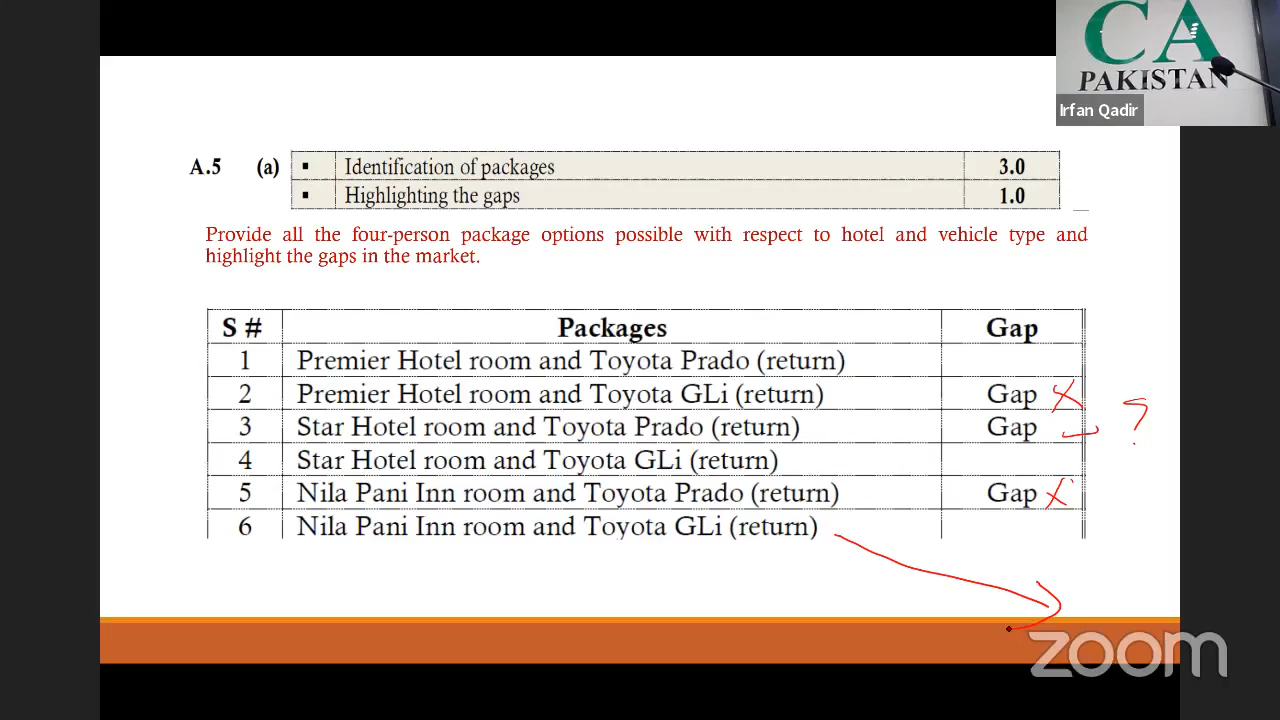 CA
PAKISTAN
Irfan Qadir
A.5 (a) ▪ Identification of packages 3.0
▪ Highlighting the gaps 1.0
Provide all the four-person package options possible with respect to hotel and vehicle type and
highlight the gaps in the market.
S # Packages Gap
1 Premier Hotel room and Toyota Prado (return)
2 Premier Hotel room and Toyota GLi (return) Gap X
3 Star Hotel room and Toyota Prado (return) Gap ?
4 Star Hotel room and Toyota GLi (return)
5 Nila Pani Inn room and Toyota Prado (return) Gap X
6 Nila Pani Inn room and Toyota GLi (return)
zoom